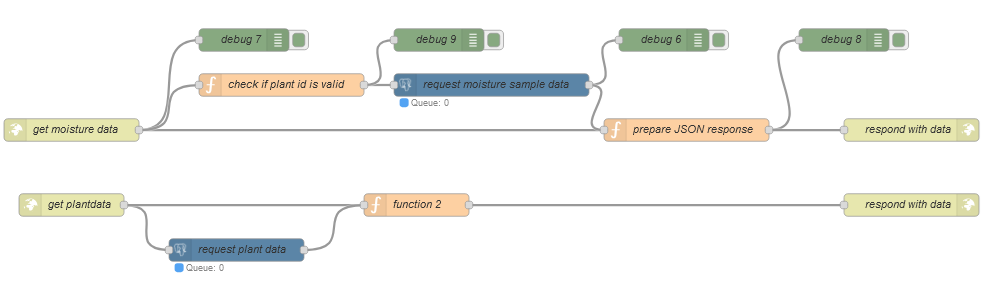 debug 7
debug 9
debug 6
debug 8
check if plant id is valid
request moisture sample data
Queue: 0
get moisture data
prepare JSON response
respond with data
get plantdata
function 2
respond with data
request plant data
Queue: 0